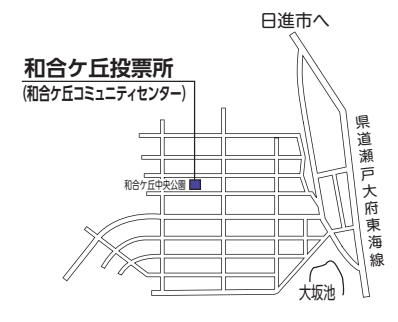 日進市へ
和合ケ丘投票所
(和合ケ丘コミュニティセンター)
県道瀬戸大府東海線
和合ケ丘中央公園
大坂池